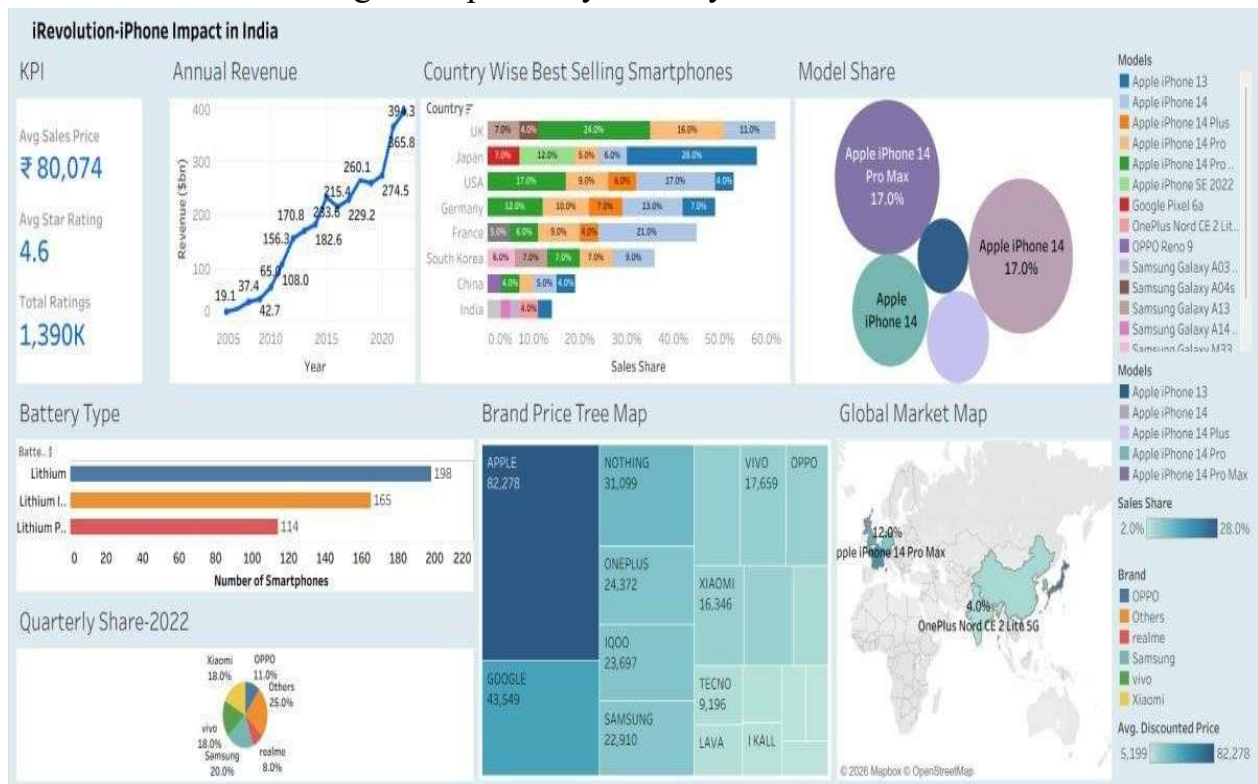 iRevolution-iPhone Impact in India
KPI
Avg Sales Price
₹ 80,074
Avg Star Rating
4.6
Total Ratings
1,390K
Annual Revenue
Revenue ($bn)
400
300
200
100
0
19.1
37.4
42.7
65.0
108.0
156.3
170.8
182.6
233.8
215.4
229.2
260.1
274.5
365.8
394.3
2005
2010
2015
2020
Year
Country Wise Best Selling Smartphones
Country
UK 7.0% 4.0% 24.0% 16.0% 11.0%
Japan 7.0% 12.0% 5.0% 6.0% 28.0%
USA 17.0% 9.0% 6.0% 17.0% 4.0%
Germany 12.0% 10.0% 7.0% 13.0% 7.0%
France 5.0% 6.0% 9.0% 4.0% 21.0%
South Korea 6.0% 7.0% 7.0% 7.0% 9.0%
China 4.0% 5.0% 4.0%
India 4.0%
0.0% 10.0% 20.0% 30.0% 40.0% 50.0% 60.0%
Sales Share
Model Share
Apple iPhone 14
Pro Max
17.0%
Apple iPhone 14
17.0%
Apple
iPhone 14
Models
Apple iPhone 13
Apple iPhone 14
Apple iPhone 14 Plus
Apple iPhone 14 Pro
Apple iPhone 14 Pro ..
Apple iPhone SE 2022
Google Pixel 6a
OnePlus Nord CE 2 Lit..
OPPO Reno 9
Samsung Galaxy A03 ..
Samsung Galaxy A04s
Samsung Galaxy A13
Samsung Galaxy A14 ..
Samsung Galaxy M33
Models
Apple iPhone 13
Apple iPhone 14
Apple iPhone 14 Plus
Apple iPhone 14 Pro
Apple iPhone 14 Pro Max
Sales Share
2.0% 28.0%
Brand
OPPO
Others
realme
Samsung
vivo
Xiaomi
Avg. Discounted Price
5,199 82,278
Battery Type
Batte..
Lithium 198
Lithium I.. 165
Lithium P.. 114
0 20 40 60 80 100 120 140 160 180 200 220
Number of Smartphones
Quarterly Share-2022
Xiaomi
18.0%
OPPO
11.0%
Others
25.0%
vivo
18.0%
Samsung
20.0%
realme
8.0%
Brand Price Tree Map
APPLE
82,278
GOOGLE
43,549
NOTHING
31,099
ONEPLUS
24,372
IQOO
23,697
SAMSUNG
22,910
VIVO
17,659
OPPO
XIAOMI
16,346
TECNO
9,196
LAVA
I KALL
Global Market Map
12.0%
pple iPhone 14 Pro Max
4.0%
OnePlus Nord CE 2 Lite 5G
© 2026 Mapbox © OpenStreetMap